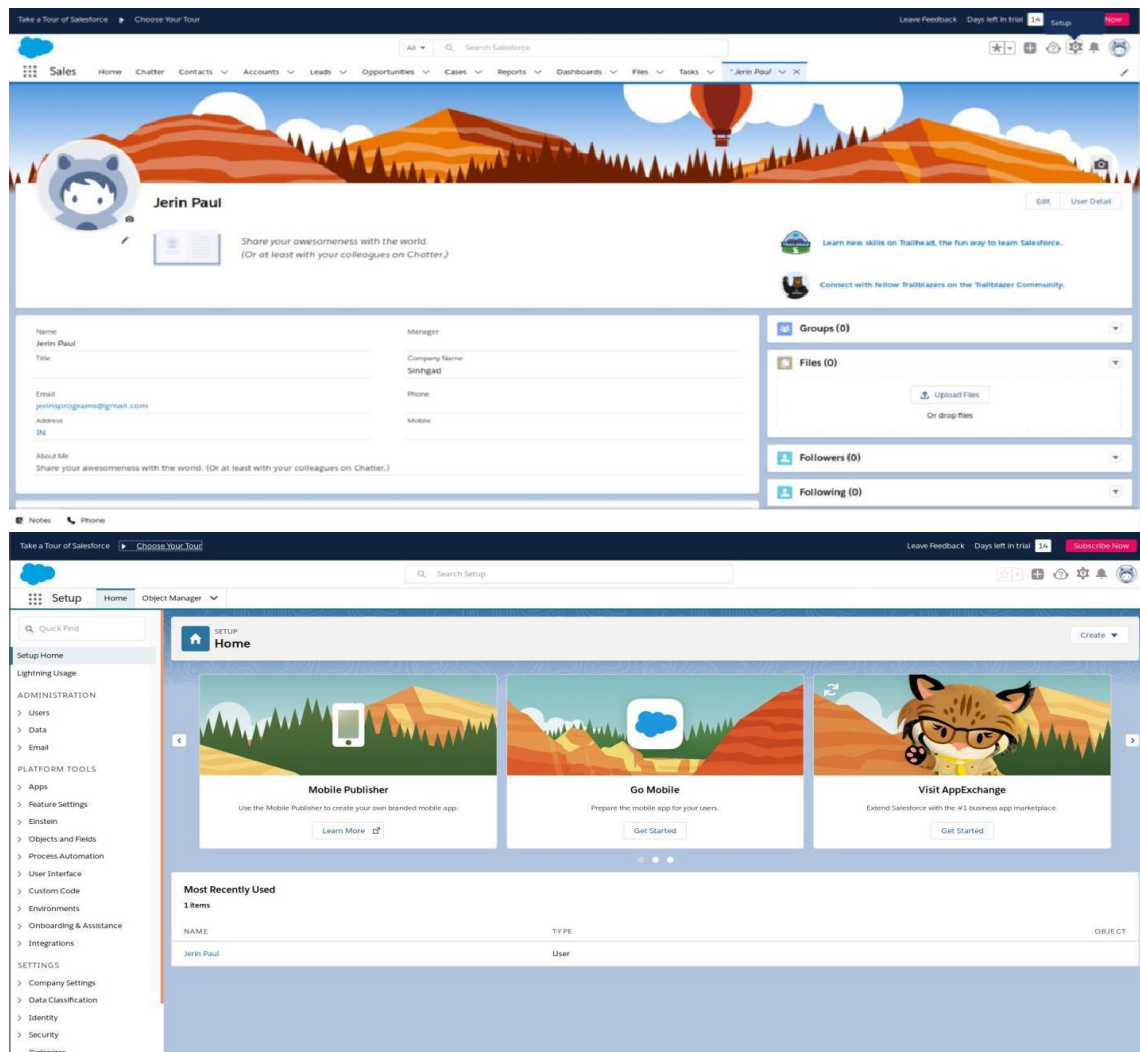 Take a Tour of Salesforce Choose Your Tour Leave Feedback Days left in trial 14 Setup Now
All Search Salesforce
Sales Home Chatter Contacts Accounts Leads Opportunities Cases Reports Dashboards Files Tasks * Jerin Paul
Jerin Paul
Edit User Detail
Share your awesomeness with the world.
(Or at least with your colleagues on Chatter.)
Learn new skills on Trailhead, the fun way to learn Salesforce.
Connect with fellow Trailblazers on the Trailblazer Community.
Name
Jerin Paul
Manager
Title
Company Name
Sinhgad
Email
jerinsprograms@gmail.com
Phone
Address
IN
Mobile
About Me
Share your awesomeness with the world. (Or at least with your colleagues on Chatter.)
Groups (0)
Files (0)
Upload Files
Or drop files
Followers (0)
Following (0)
Notes Phone
Take a Tour of Salesforce Choose Your Tour Leave Feedback Days left in trial 14 Subscribe Now
Search Setup
Setup Home Object Manager
Quick Find
Setup Home
Lightning Usage
ADMINISTRATION
Users
Data
Email
PLATFORM TOOLS
Apps
Feature Settings
Einstein
Objects and Fields
Process Automation
User Interface
Custom Code
Environments
Onboarding & Assistance
Integrations
SETTINGS
Company Settings
Data Classification
Identity
Security
Optimizer
SETUP
Home
Create
Mobile Publisher
Use the Mobile Publisher to create your own branded mobile app.
Learn More
Go Mobile
Prepare the mobile app for your users.
Get Started
Visit AppExchange
Extend Salesforce with the #1 business app marketplace.
Get Started
Most Recently Used
1 items
NAME TYPE OBJECT
Jerin Paul User